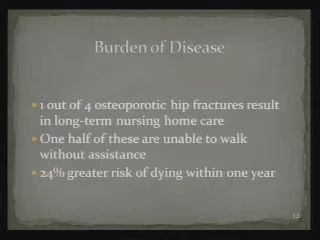 Burden of Disease
1 out of 4 osteoporotic hip fractures result
in long-term nursing home care
One half of these are unable to walk
without assistance
24% greater risk of dying within one year